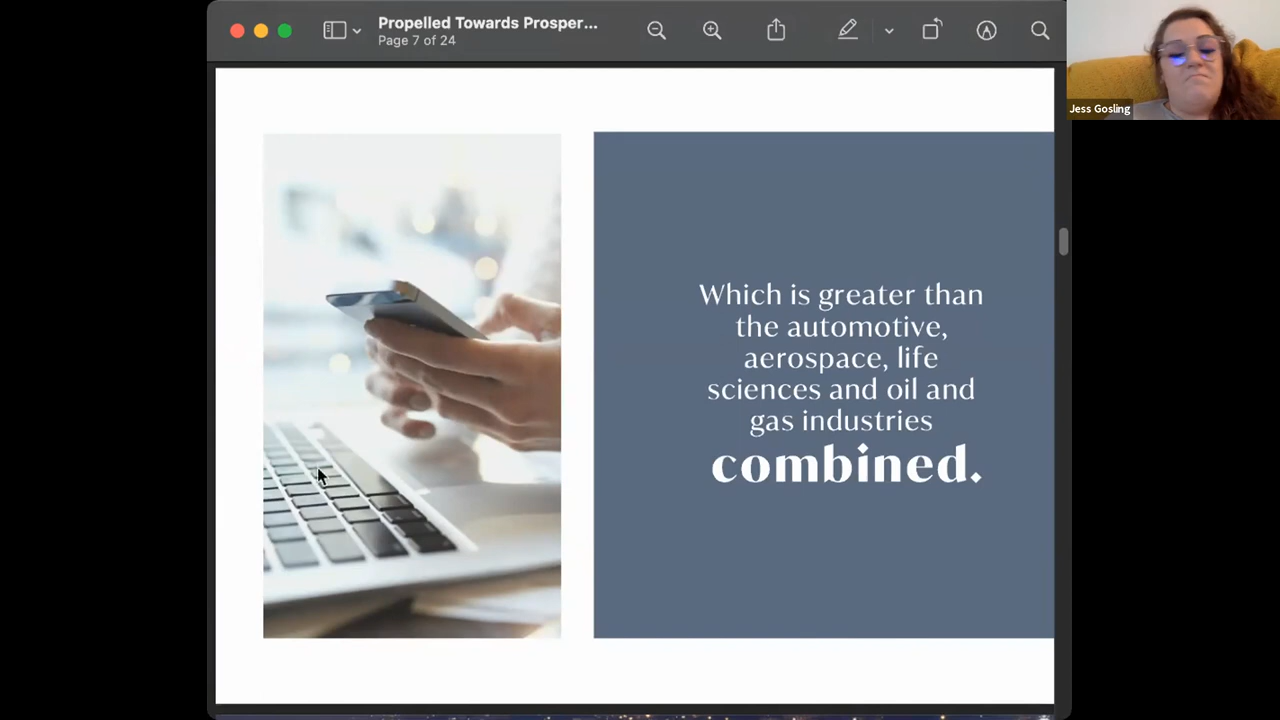 Propelled Towards Prosper...
Page 7 of 24
Jess Gosling
Which is greater than
the automotive,
aerospace, life
sciences and oil and
gas industries
combined.